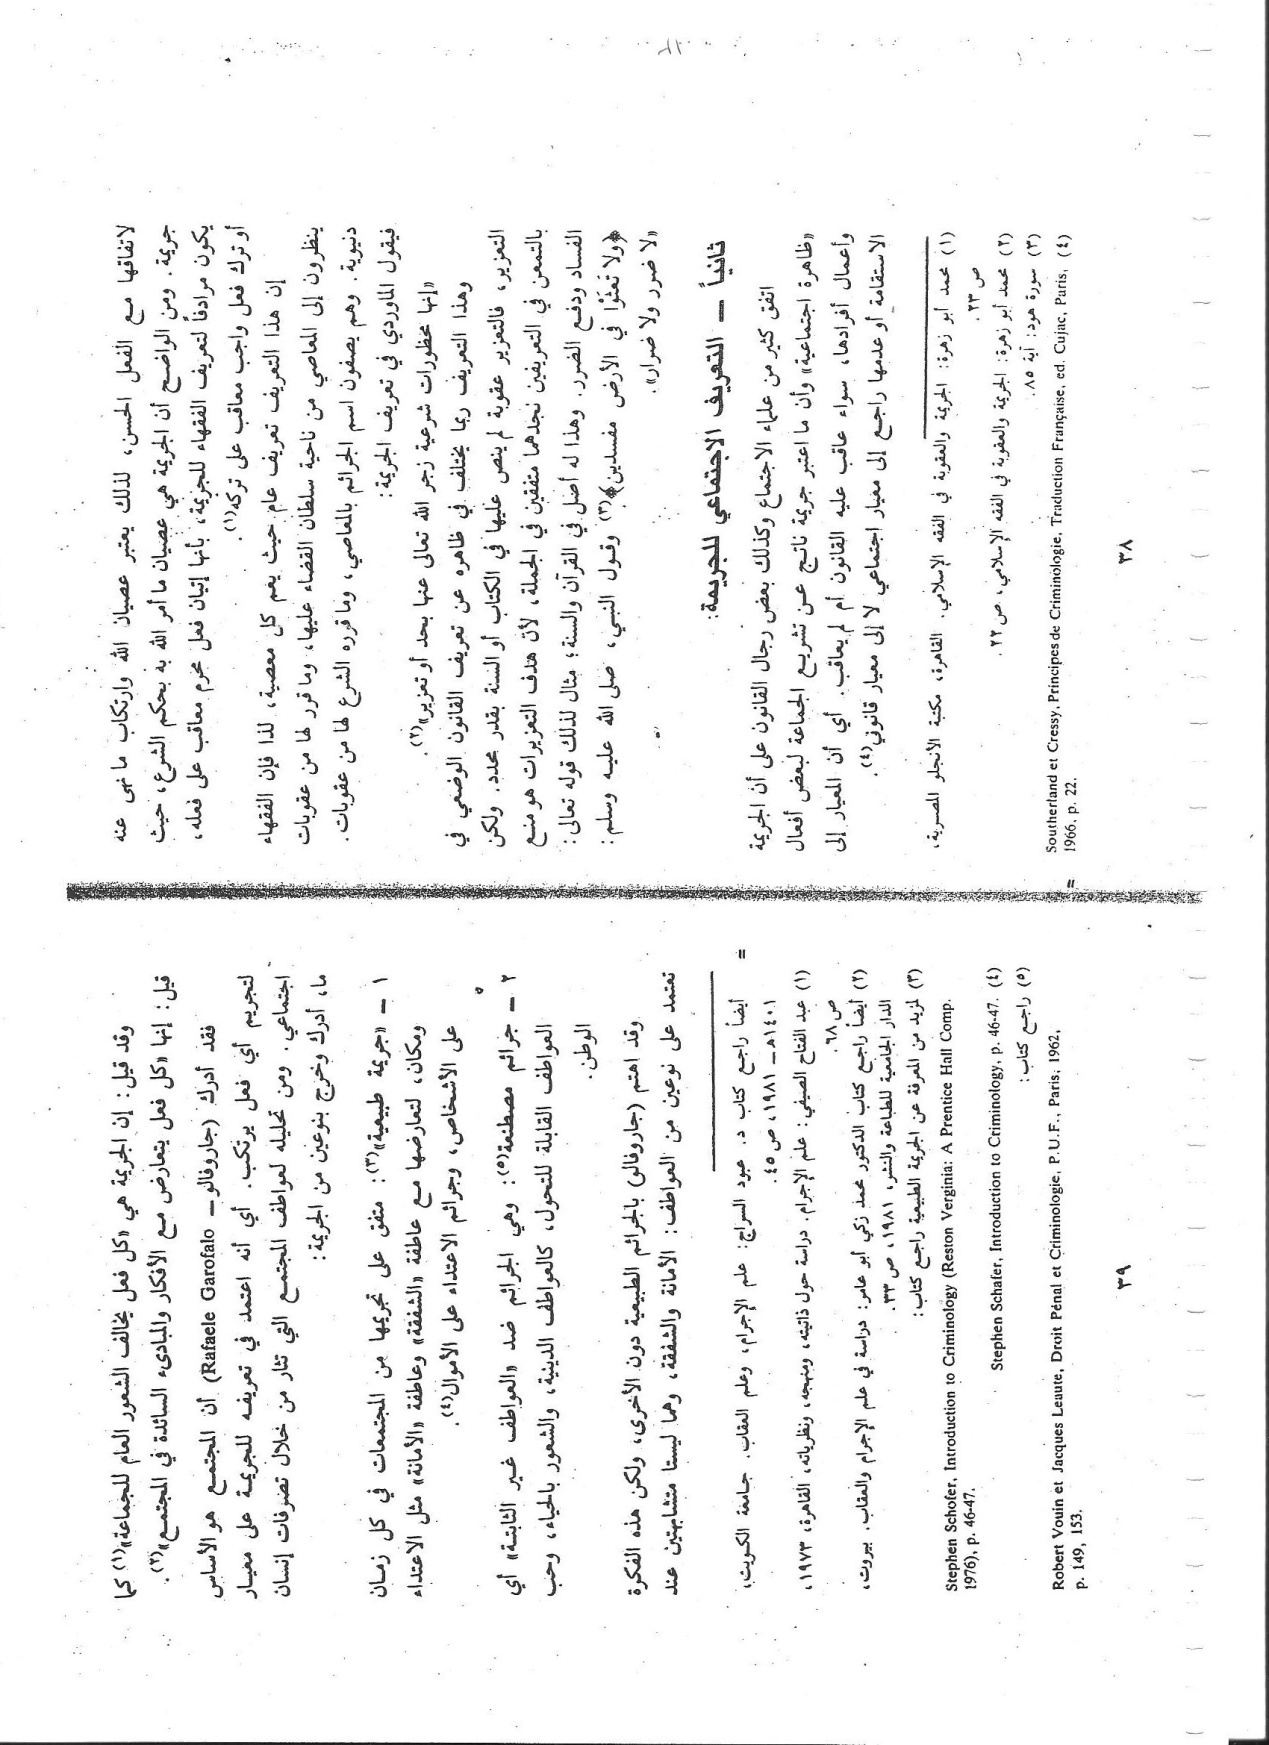 لاتفاقها مع الفعل الحسن، لذلك يعتبر عصيان الله وارتكاب ما نهى عنه
جريمة. ومن الواضح أن الجريمة هي عصيان ما أمر الله به بحكم الشرع، حيث
يكون مرادفاً لتعريف الفقهاء للجريمة، بأنها إتيان فعل محرم معاقب على فعله،
أو ترك فعل واجب معاقب على تركه(١).
إن هذا التعريف تعريف عام حيث يعم كل معصية، لذا فإن الفقهاء
ينظرون إلى المعاصي من ناحية سلطان القضاء عليها، وما قرر لها من عقوبات
دنيوية. وهم يصفون اسم الجرائم بالمعاصي، وما قرره الشرع لها من عقوبات.
فيقول الماوردي في تعريف الجريمة:
«إنها محظورات شرعية زجر الله تعالى عنها بحد أو تعزير»(٢).
وهذا التعريف ربما يختلف في ظاهره عن تعريف القانون الوضعي في
التعزير، فالتعزير عقوبة لم ينص عليها في الكتاب أو السنة بقدر محدد. ولكن
بالتمعن في التعريفين نجدهما متفقين في الجملة، لأن هدف التعزيرات هو منع
الفساد ودفع الضرر. وهذا له أصل في القرآن والسنة؛ مثال لذلك قوله تعالى:
﴿ولا تعثَوْا في الأرض مفسدين﴾(٣) وقول النبي، صلى الله عليه وسلم:
«لا ضرر ولا ضرار».
ثانياً – التعريف الاجتماعي للجريمة:
اتفق كثير من علماء الاجتماع وكذلك بعض رجال القانون على أن الجريمة
«ظاهرة اجتماعية» وأن ما اعتبر جريمة ناتج عن تشريع الجماعة لبعض أفعال
وأعمال أفرادها، سواء عاقب عليه القانون أم لم يعاقب. أي أن المعيار إلى
الاستقامة أو عدمها راجع إلى معيار اجتماعي لا إلى معيار قانوني(٤).
(١) محمد أبو زهرة: الجريمة والعقوبة في الفقه الإسلامي. القاهرة، مكتبة الأنجلو المصرية،
ص ٢٣.
(٢) محمد أبو زهرة: الجريمة والعقوبة في الفقه الإسلامي، ص ٢٢.
(٣) سورة هود: آية ٨٥.
(٤) Southerland et Cressy, Principes de Criminologie, Traduction Française, ed. Cujac, Paris,
1966, p. 22.
=
٣٨
وقد قيل: إن الجريمة هي «كل فعل يخالف الشعور العام للجماعة»(١) كما
قيل: إنها «كل فعل يتعارض مع الأفكار والمبادىء السائدة في المجتمع»(٢).
فقد أدرك (جاروفالو – Rafaele Garofalo) أن المجتمع هو الأساس
لتجريم أي فعل يرتكب. أي أنه اعتمد في تعريفه للجريمة على معيار
اجتماعي. ومن تحليله لعواطف المجتمع التي تثار من خلال تصرفات إنسان
ما، أدرك وخرج بنوعين من الجريمة:
١ – «جريمة طبيعية»(٣): متفق على تجريمها من المجتمعات في كل زمان
ومكان، لتعارضها مع عاطفة «الشفقة» وعاطفة «الأمانة» مثل الاعتداء
على الأشخاص، وجرائم الاعتداء على الأموال(٤).
٢ – جرائم مصطنعة(٥): وهي الجرائم ضد «العواطف غير الثابتة» أي
العواطف القابلة للتحول، كالعواطف الدينية، والشعور بالحياء، وحب
الوطن.
وقد اهتم (جاروفالو) بالجرائم الطبيعية دون الأخرى، ولكن هذه الفكرة
تعتمد على نوعين من العواطف: الأمانة والشفقة، وهما ليستا متشابهتين عند
= أيضاً راجع كتاب د. عبود السراج: علم الإجرام، وعلم العقاب. جامعة الكويت،
١٤٠١هـ – ١٩٨١، ص ٤٥.
(١) عبد الفتاح الصيفي: علم الإجرام. دراسة حول ذاتيته، ومنهجه، ونظرياته، القاهرة، ١٩٧٣،
ص ٦٨.
(٢) أيضاً راجع كتاب الدكتور محمد زكي أبو عامر: دراسة في علم الإجرام والعقاب. بيروت،
الدار الجامعية للطباعة والنشر، ١٩٨١، ص ٣٣.
(٣) لمزيد من المعرفة عن الجريمة الطبيعية راجع كتاب:
Stephen Schofer, Introduction to Criminology (Reston Verginia: A Prentice Hall Comp.
1976), p. 46-47.
(٤) Stephen Schafer, Introduction to Criminology, p. 46-47.
(٥) راجع كتاب:
Robert Vouin et Jacques Leaute, Droit Pénal et Criminologie, P.U.F., Paris, 1962,
p. 149, 153.
٣٩